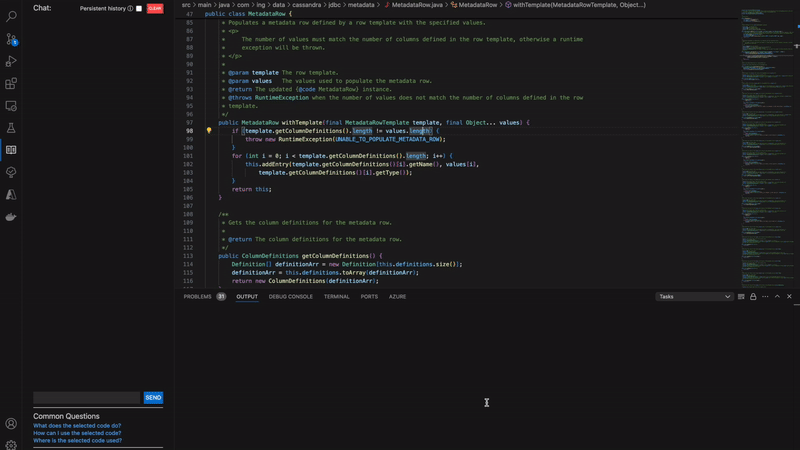 Chat:
Persistent history
CLEAR
SEND
Common Questions
What does the selected code do?
How can I use the selected code?
Where is the selected code used?
src > main > java > com > ing > data > cassandra > jdbc > metadata > MetadataRow.java > MetadataRow > withTemplate(MetadataRowTemplate, Object...)
47 public class MetadataRow {
85 * Populates a metadata row defined by a row template with the specified values.
86 * <p>
87 * The number of values must match the number of columns defined in the row template, otherwise a runtime
88 * exception will be thrown.
89 * </p>
90 *
91 * @param template The row template.
92 * @param values The values used to populate the metadata row.
93 * @return The updated {@code MetadataRow} instance.
94 * @throws RuntimeException when the number of values does not match the number of columns defined in the row
95 template.
96 */
97 public MetadataRow withTemplate(final MetadataRowTemplate template, final Object... values) {
98 if (template.getColumnDefinitions().length != values.length) {
99 throw new RuntimeException(UNABLE_TO_POPULATE_METADATA_ROW);
100 }
101 for (int i = 0; i < template.getColumnDefinitions().length; i++) {
102 this.addEntry(template.getColumnDefinitions()[i].getName(), values[i],
103 template.getColumnDefinitions()[i].getType());
104 }
105 return this;
106 }
107
108 /**
109 * Gets the column definitions for the metadata row.
110 *
111 * @return The column definitions for the metadata row.
112 */
113 public ColumnDefinitions getColumnDefinitions() {
114 Definition[] definitionArr = new Definition[this.definitions.size()];
115 definitionArr = this.definitions.toArray(definitionArr);
116 return new ColumnDefinitions(definitionArr);
PROBLEMS 31 OUTPUT DEBUG CONSOLE TERMINAL PORTS AZURE Tasks